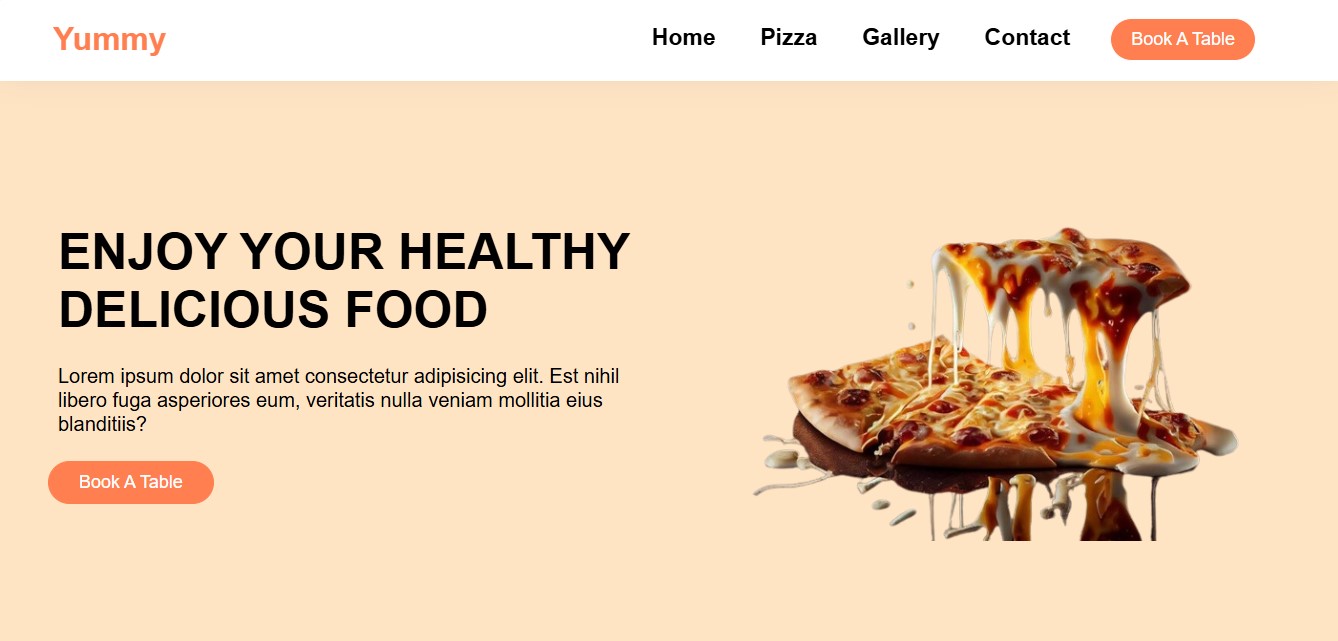 Yummy
Home Pizza Gallery Contact Book A Table
ENJOY YOUR HEALTHY
DELICIOUS FOOD
Lorem ipsum dolor sit amet consectetur adipisicing elit. Est nihil
libero fuga asperiores eum, veritatis nulla veniam mollitia eius
blanditiis?
Book A Table